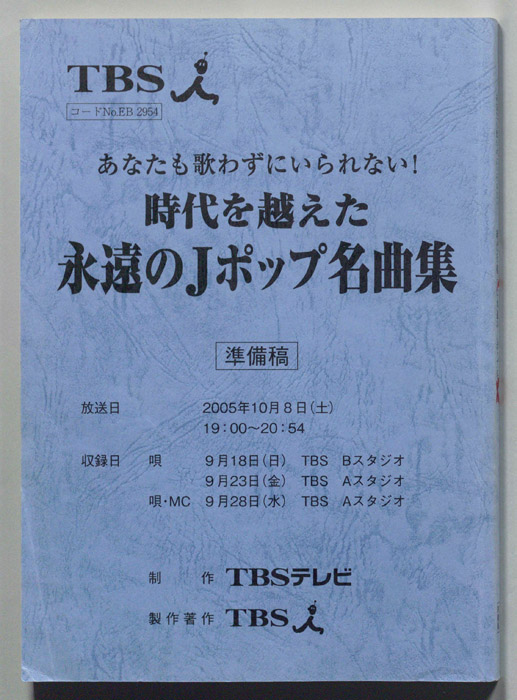 TBS
コードNo.EB 2954
あなたも歌わずにいられない!
時代を越えた
永遠のJポップ名曲集
準備稿
放送日 2005年10月8日(土)
19:00〜20:54
収録日 唄 9月18日(日) TBS Bスタジオ
9月23日(金) TBS Aスタジオ
唄・MC 9月28日(水) TBS Aスタジオ
制作 TBSテレビ
製作著作 TBS